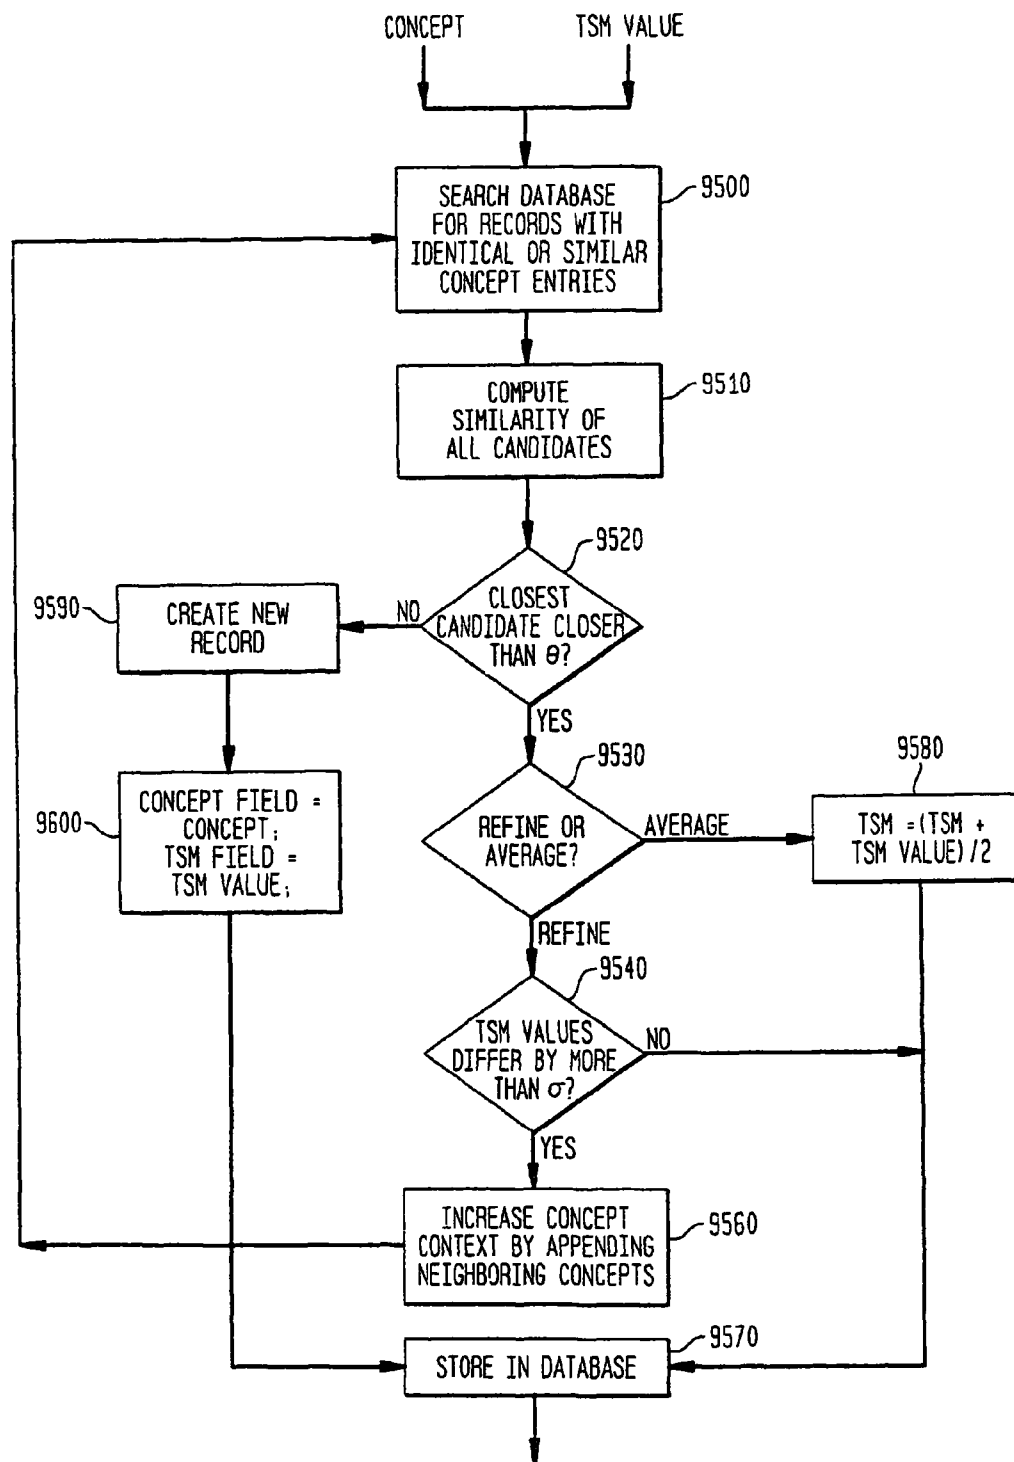 CONCEPT
TSM VALUE
9500
SEARCH DATABASE
FOR RECORDS WITH
IDENTICAL OR SIMILAR
CONCEPT ENTRIES
9510
COMPUTE
SIMILARITY OF
ALL CANDIDATES
9520
CLOSEST
CANDIDATE CLOSER
THAN θ?
NO
9590
CREATE NEW
RECORD
YES
9530
REFINE OR
AVERAGE?
AVERAGE
9580
TSM =(TSM +
TSM VALUE)/2
9600
CONCEPT FIELD =
CONCEPT;
TSM FIELD =
TSM VALUE;
REFINE
9540
TSM VALUES
DIFFER BY MORE
THAN σ?
NO
YES
9560
INCREASE CONCEPT
CONTEXT BY APPENDING
NEIGHBORING CONCEPTS
9570
STORE IN DATABASE